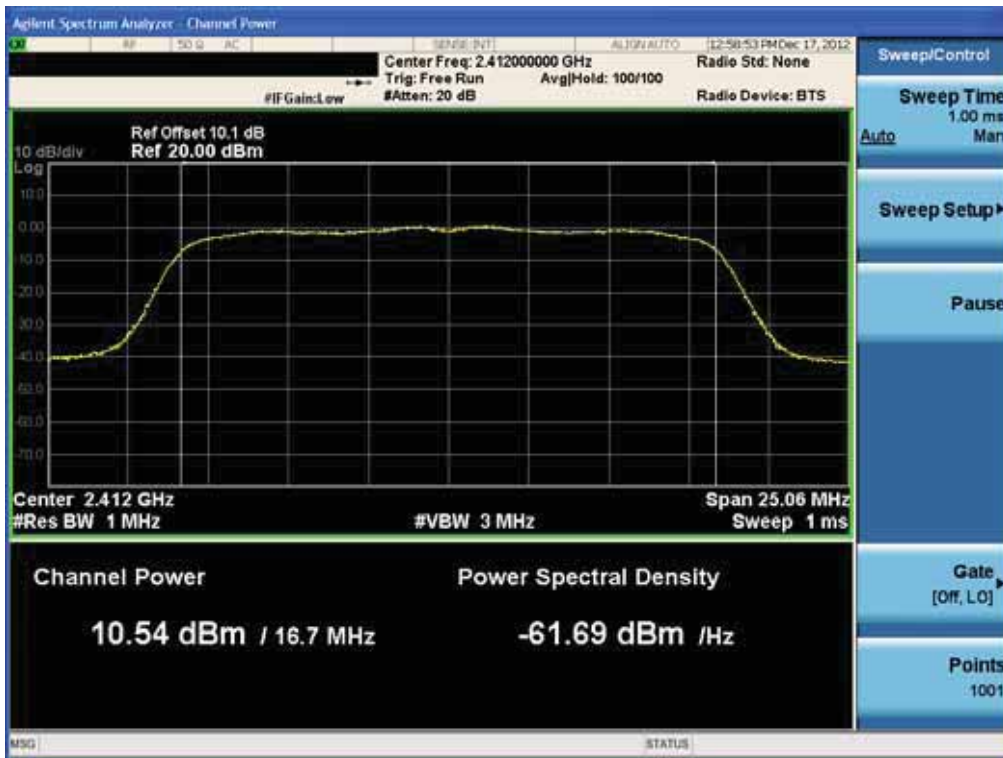 Agilent Spectrum Analyzer - Channel Power
RF 50 Ω AC SENSE:INT ALIGN AUTO 12:58:53 PM Dec 17, 2012
Center Freq: 2.412000000 GHz Radio Std: None
Trig: Free Run Avg|Hold: 100/100
#IFGain:Low #Atten: 20 dB Radio Device: BTS
Ref Offset 10.1 dB
10 dB/div Ref 20.00 dBm
Log
10.0
0.00
-10.0
-20.0
-30.0
-40.0
-50.0
-60.0
-70.0
Center 2.412 GHz Span 25.06 MHz
#Res BW 1 MHz #VBW 3 MHz Sweep 1 ms
Channel Power Power Spectral Density
10.54 dBm / 16.7 MHz -61.69 dBm /Hz
MSG STATUS
Sweep/Control
Sweep Time
1.00 ms
Auto Man
Sweep Setup
Pause
Gate
[Off, LO]
Points
1001